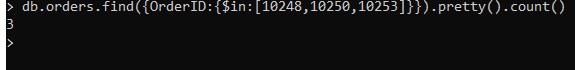 > db.orders.find({OrderID:{$in:[10248,10250,10253]}}).pretty().count()
3
>